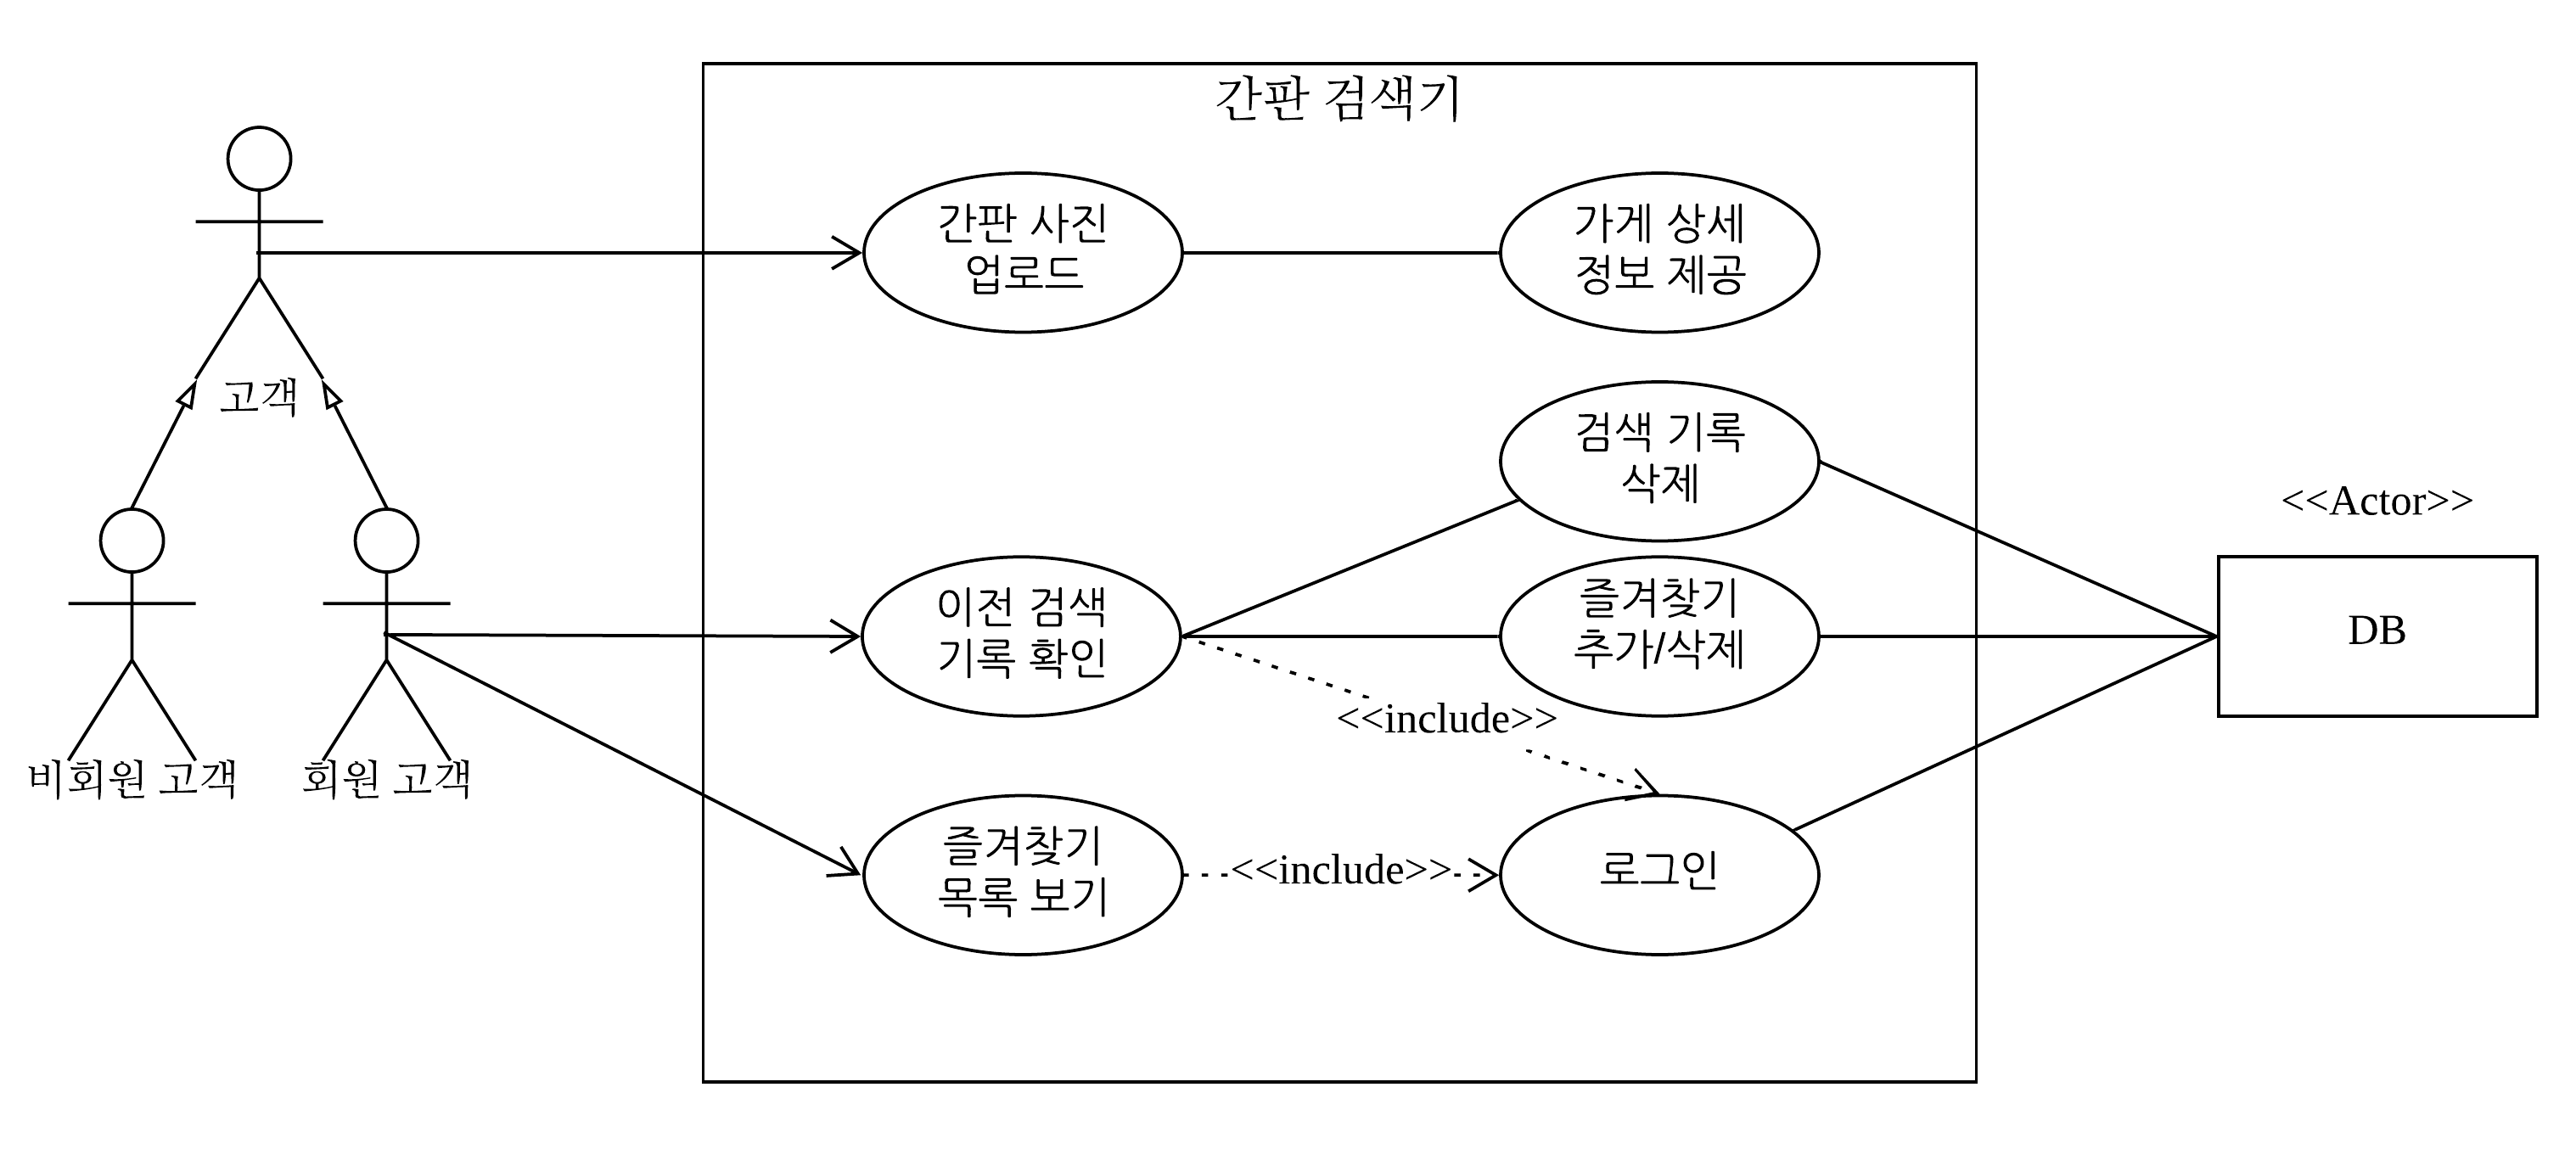 간판 검색기
간판 사진
업로드
가게 상세
정보 제공
고객
검색 기록
삭제
<<Actor>>
이전 검색
기록 확인
즐겨찾기
추가/삭제
DB
<<include>>
비회원 고객
회원 고객
즐겨찾기
목록 보기
<<include>>
로그인